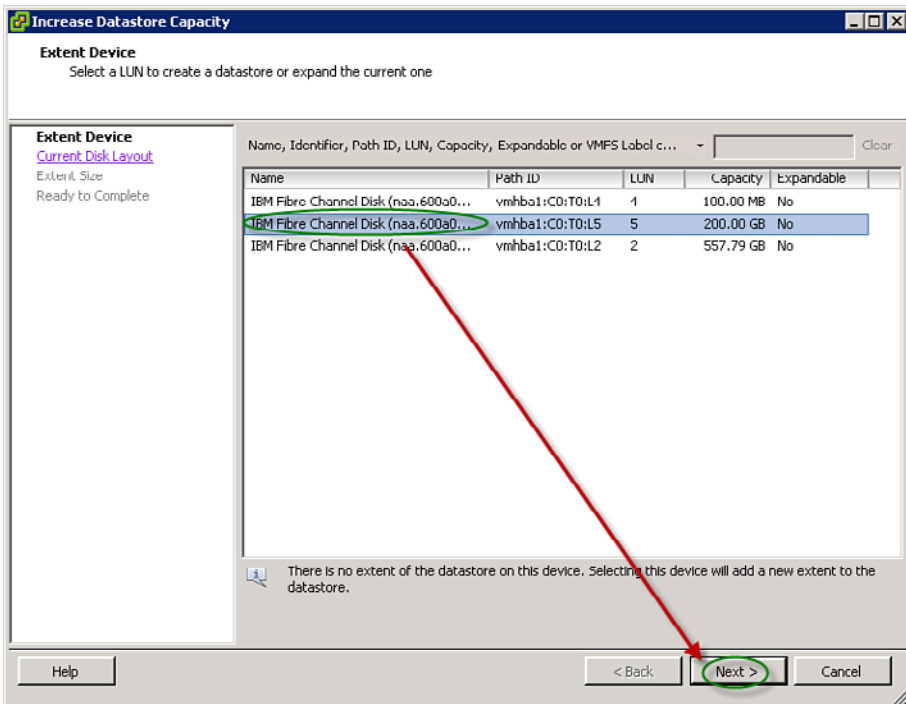 Increase Datastore Capacity
Extent Device
Select a LUN to create a datastore or expand the current one
Extent Device
Current Disk Layout
Extent Size
Ready to Complete
Name, Identifier, Path ID, LUN, Capacity, Expandable or VMFS Label c... Clear
Name Path ID LUN Capacity Expandable
IBM Fibre Channel Disk (naa.600a0... vmhba1:C0:T0:L4 4 100.00 MB No
IBM Fibre Channel Disk (naa.600a0... vmhba1:C0:T0:L5 5 200.00 GB No
IBM Fibre Channel Disk (naa.600a0... vmhba1:C0:T0:L2 2 557.79 GB No
There is no extent of the datastore on this device. Selecting this device will add a new extent to the
datastore.
Help < Back Next > Cancel